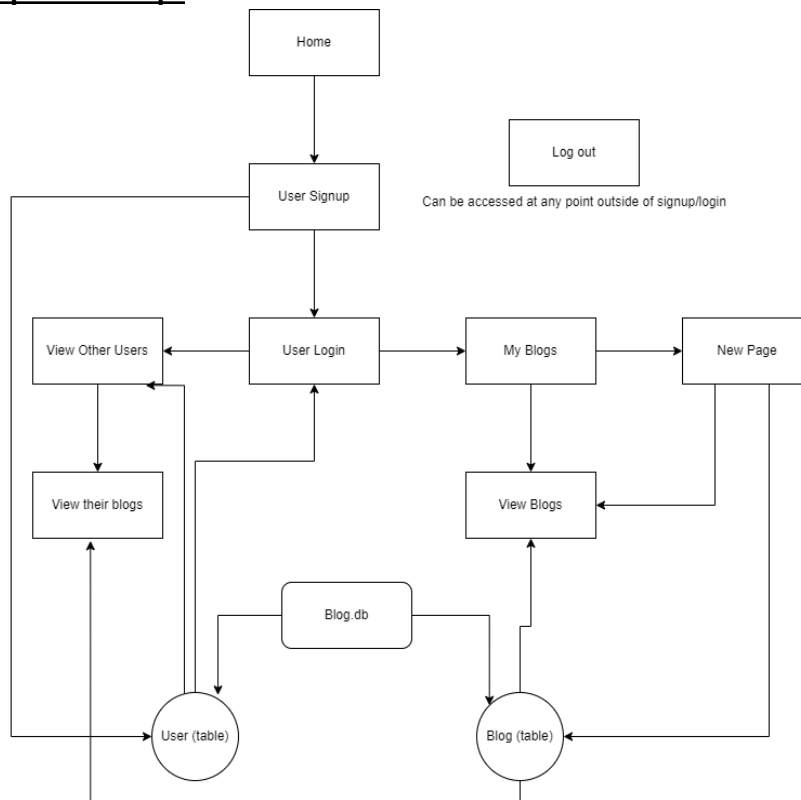 Home
Log out
User Signup
Can be accessed at any point outside of signup/login
View Other Users
User Login
My Blogs
New Page
View their blogs
View Blogs
Blog.db
User (table)
Blog (table)